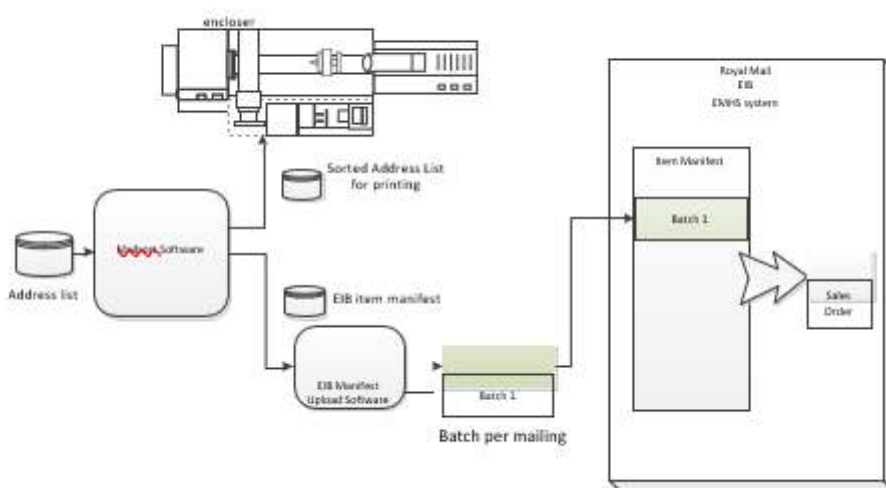 encloser
Royal Mail
EIB
EMHS system
Sorted Address List
for printing
Item Manifest
Batch 1
Software
Address list
EIB item manifest
Sales
Order
EIB Manifest
Upload Software
Batch 1
Batch per mailing